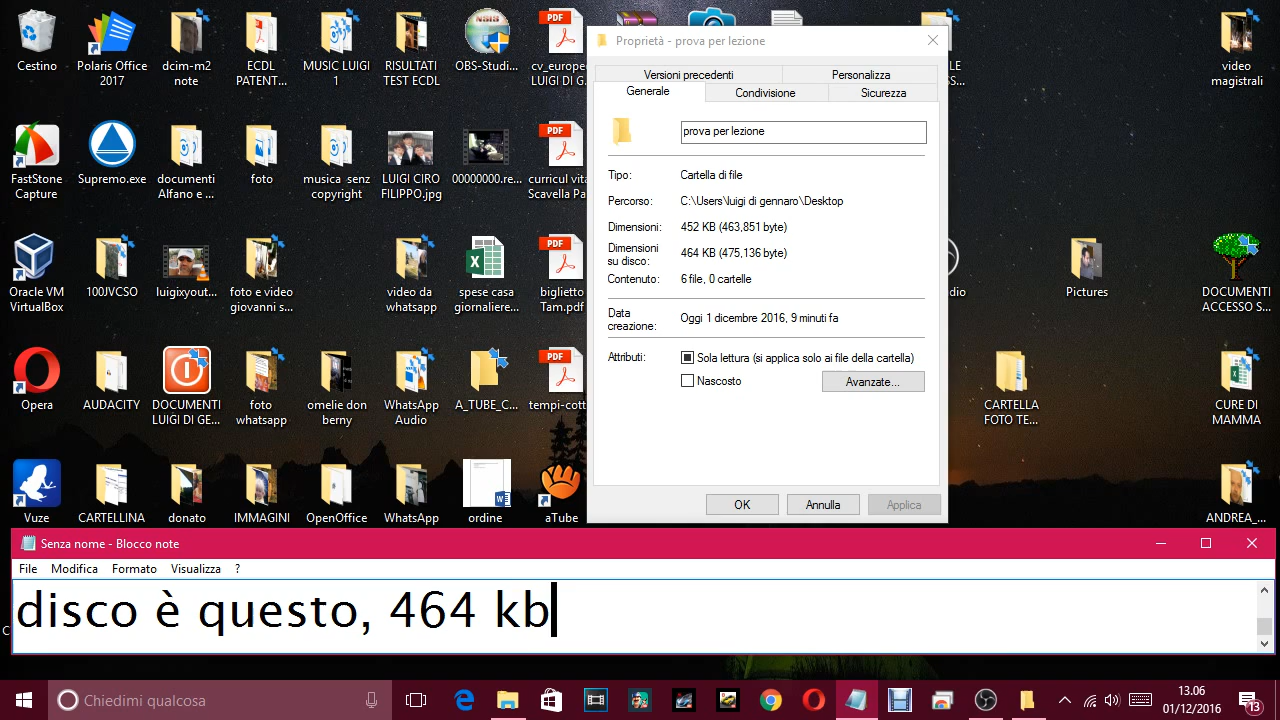 Cestino
Polaris Office
2017
dcim-m2
note
ECDL
PATENT...
MUSIC LUIGI
1
RISULTATI
TEST ECDL
NSIS
OBS-Studi...
PDF
cv_europe
LUIGI DI G.
video
magistrali
Proprietà - prova per lezione
Versioni precedenti
Personalizza
Generale
Condivisione
Sicurezza
prova per lezione
Tipo:
Cartella di file
Percorso:
C:\Users\luigi di gennaro\Desktop
Dimensioni:
452 KB (463,851 byte)
Dimensioni
su disco:
464 KB (475,136 byte)
Contenuto:
6 file, 0 cartelle
Data
creazione:
Oggi 1 dicembre 2016, 9 minuti fa
Attributi:
Sola lettura (si applica solo ai file della cartella)
Nascosto
Avanzate...
OK
Annulla
Applica
FastStone
Capture
Supremo.exe
documenti
Alfano e ...
foto
musica senz
copyright
LUIGI CIRO
FILIPPO.jpg
00000000.re...
PDF
curricul vita
Scavella Pa
Oracle VM
VirtualBox
100JVCSO
luigixyout...
foto e video
giovanni s...
video da
whatsapp
spese casa
giornaliere...
PDF
biglietto
Tam.pdf
dio
Pictures
DOCUMENTI
ACCESSO S...
Opera
AUDACITY
DOCUMENTI
LUIGI DI GE...
foto
whatsapp
omelie don
berny
WhatsApp
Audio
A_TUBE_C...
PDF
tempi-cott
CARTELLA
FOTO TE...
CURE DI
MAMMA
Vuze
CARTELLINA
donato
IMMAGINI
OpenOffice
WhatsApp
ordine
aTube
ANDREA_...
Senza nome - Blocco note
File Modifica Formato Visualizza ?
disco è questo, 464 kb
Chiedimi qualcosa
13.06
01/12/2016
13